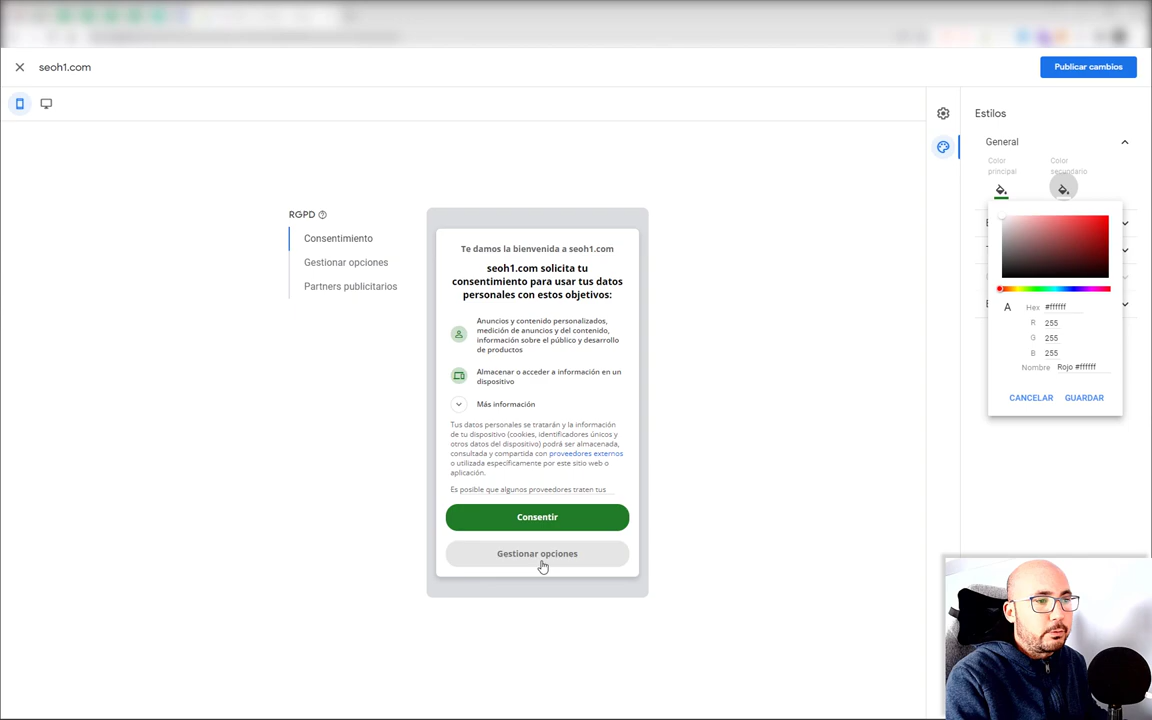 seoh1.com
Publicar cambios
Estilos
General
Color
principal
Color
secundario
RGPD
Consentimiento
Gestionar opciones
Partners publicitarios
Te damos la bienvenida a seoh1.com
seoh1.com solicita tu
consentimiento para usar tus datos
personales con estos objetivos:
Anuncios y contenido personalizados,
medición de anuncios y del contenido,
información sobre el público y desarrollo
de productos
Almacenar o acceder a información en un
dispositivo
Más información
Tus datos personales se tratarán y la información
de tu dispositivo (cookies, identificadores únicos y
otros datos del dispositivo) podrá ser almacenada,
consultada y compartida con proveedores externos
o utilizada específicamente por este sitio web o
aplicación.
Es posible que algunos proveedores traten tus
Consentir
Gestionar opciones
A
Hex #ffffff
R 255
G 255
B 255
Nombre Rojo #ffffff
CANCELAR GUARDAR